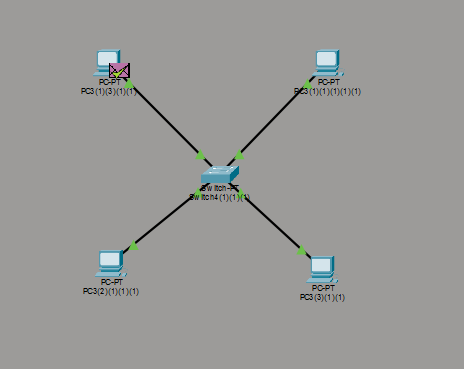 PC-PT
PC3(1)(3)(1)(1)
PC-PT
PC3(1)(1)(1)(1)(1)
Switch-PT
Switch4(1)(1)(1)
PC-PT
PC3(2)(1)(1)(1)
PC-PT
PC3(3)(1)(1)